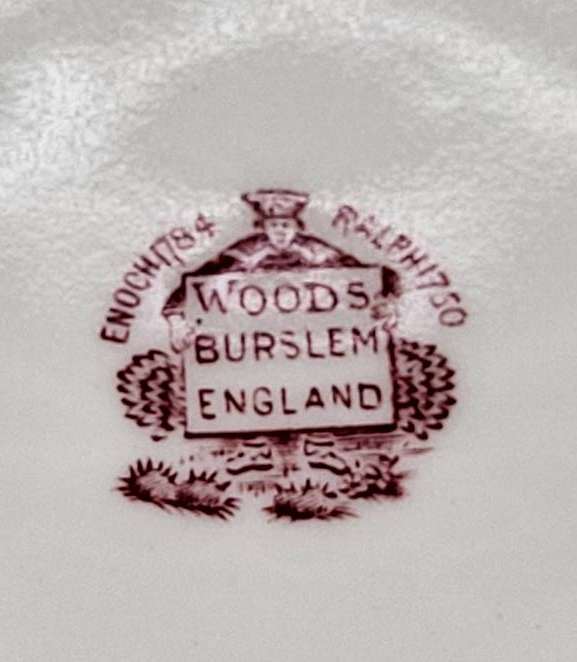 ENOCH 1784
RALPH 1750
WOODS
BURSLEM
ENGLAND